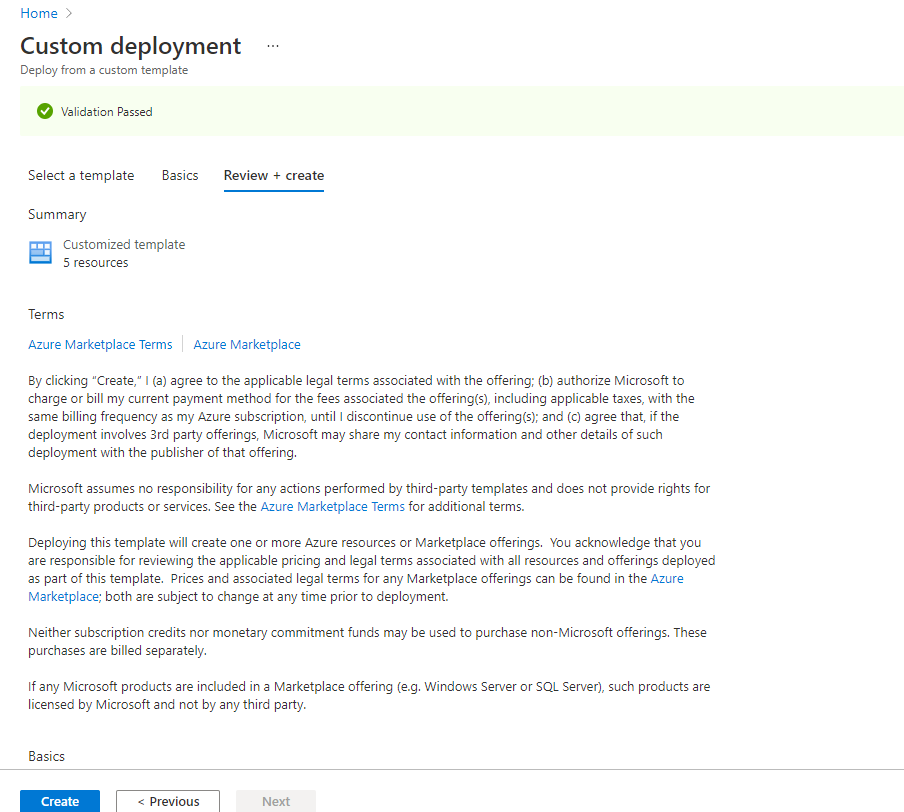 Home >
Custom deployment ...
Deploy from a custom template
Validation Passed
Select a template Basics Review + create
Summary
Customized template
5 resources
Terms
Azure Marketplace Terms | Azure Marketplace
By clicking “Create,” I (a) agree to the applicable legal terms associated with the offering; (b) authorize Microsoft to
charge or bill my current payment method for the fees associated the offering(s), including applicable taxes, with the
same billing frequency as my Azure subscription, until I discontinue use of the offering(s); and (c) agree that, if the
deployment involves 3rd party offerings, Microsoft may share my contact information and other details of such
deployment with the publisher of that offering.
Microsoft assumes no responsibility for any actions performed by third-party templates and does not provide rights for
third-party products or services. See the Azure Marketplace Terms for additional terms.
Deploying this template will create one or more Azure resources or Marketplace offerings. You acknowledge that you
are responsible for reviewing the applicable pricing and legal terms associated with all resources and offerings deployed
as part of this template. Prices and associated legal terms for any Marketplace offerings can be found in the Azure
Marketplace; both are subject to change at any time prior to deployment.
Neither subscription credits nor monetary commitment funds may be used to purchase non-Microsoft offerings. These
purchases are billed separately.
If any Microsoft products are included in a Marketplace offering (e.g. Windows Server or SQL Server), such products are
licensed by Microsoft and not by any third party.
Basics
Create < Previous Next